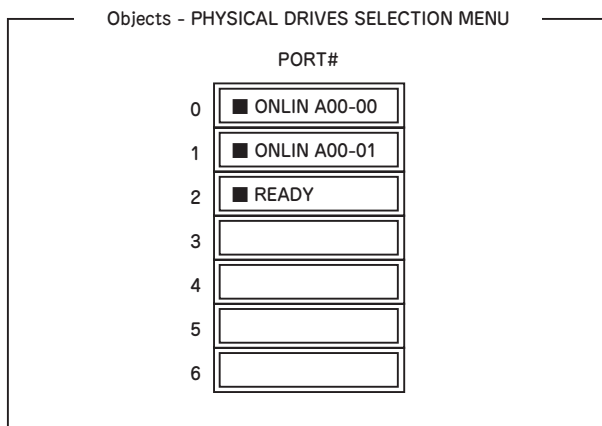 Objects - PHYSICAL DRIVES SELECTION MENU
PORT#
0 ■ ONLIN A00-00
1 ■ ONLIN A00-01
2 ■ READY
3
4
5
6